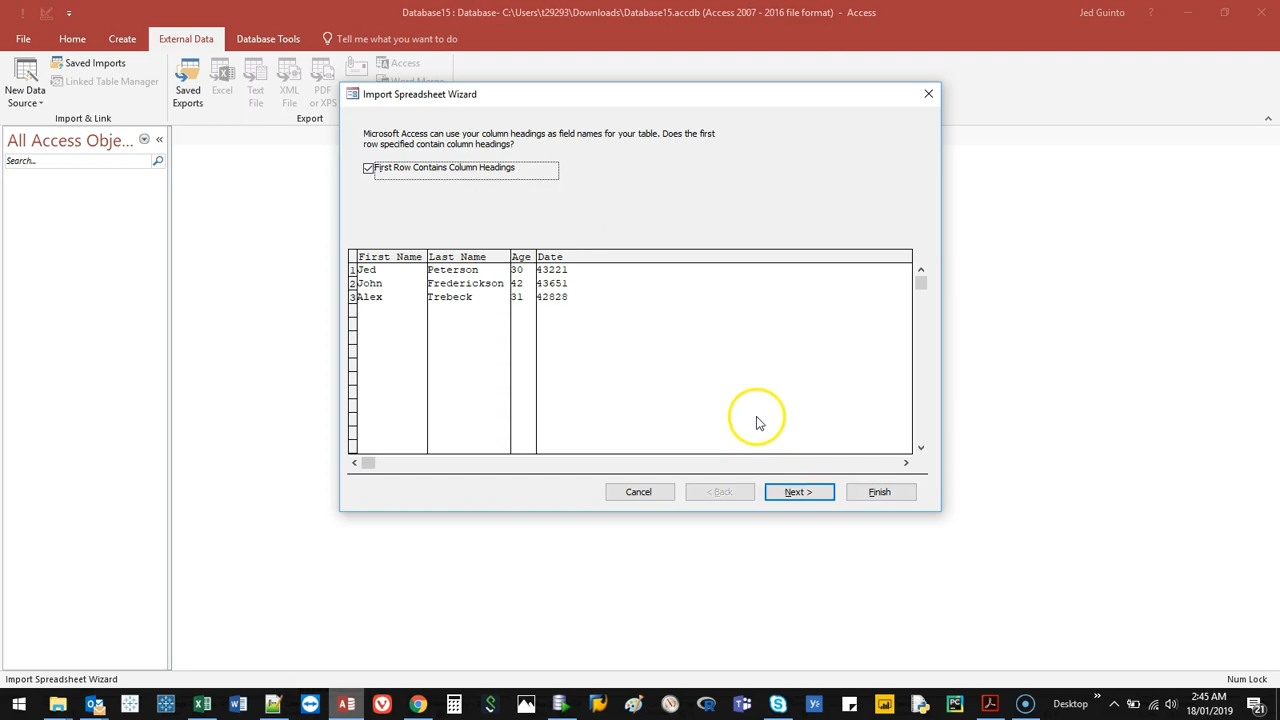 Database15 : Database- C:\Users\t29293\Downloads\Database15.accdb (Access 2007 - 2016 file format) - Access
Jed Guinto
?
File
Home
Create
External Data
Database Tools
Tell me what you want to do
New Data
Source
Saved Imports
Linked Table Manager
Import & Link
Saved
Exports
Excel
Text
File
XML
File
PDF
or XPS
Access
Word Merge
Export
All Access Obje...
Search...
Import Spreadsheet Wizard
Microsoft Access can use your column headings as field names for your table. Does the first
row specified contain column headings?
First Row Contains Column Headings
First Name Last Name Age Date
1 Jed Peterson 30 43221
2 John Frederickson 42 43651
3 Alex Trebeck 31 42828
Cancel
< Back
Next >
Finish
Import Spreadsheet Wizard
Num Lock
Desktop
2:45 AM
18/01/2019
21